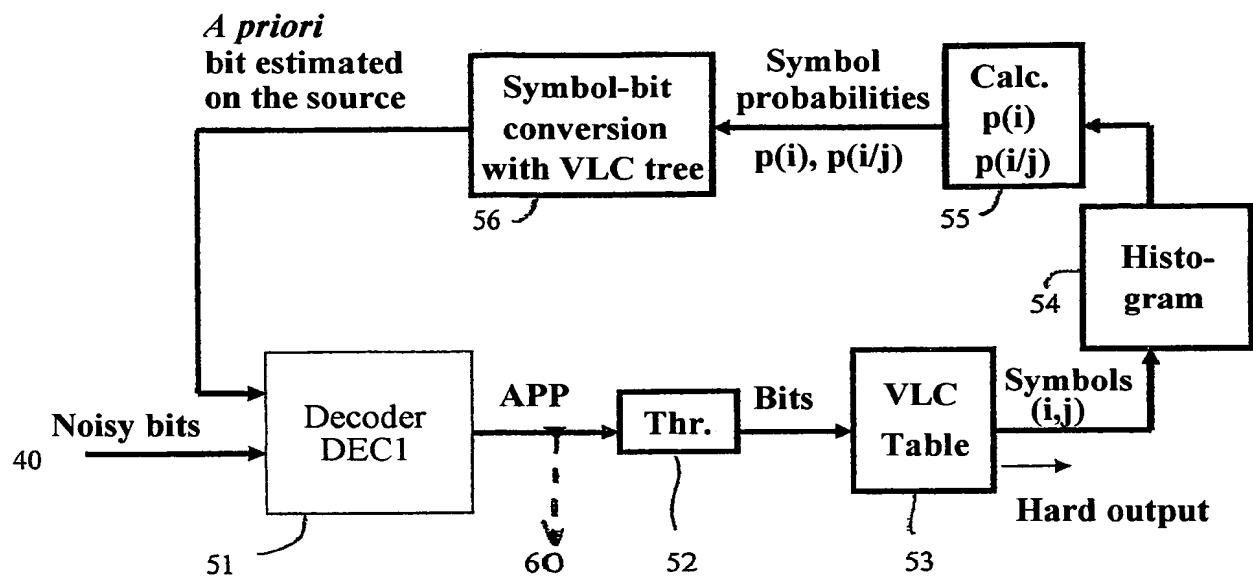 A priori
bit estimated
on the source
Symbol-bit
conversion
with VLC tree
56
Symbol
probabilities
p(i), p(i/j)
Calc.
p(i)
p(i/j)
55
Histo-
gram
54
Noisy bits
40
Decoder
DEC1
51
APP
60
Thr.
52
Bits
VLC
Table
53
Symbols
(i,j)
Hard output